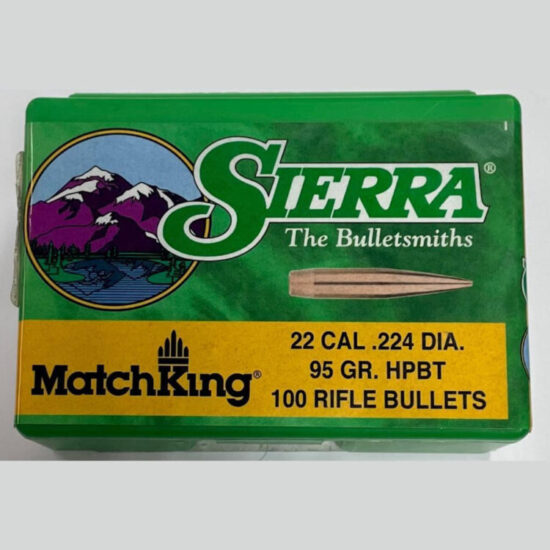 SIERRA®
The Bulletsmiths
MatchKing®
22 CAL .224 DIA.
95 GR. HPBT
100 RIFLE BULLETS